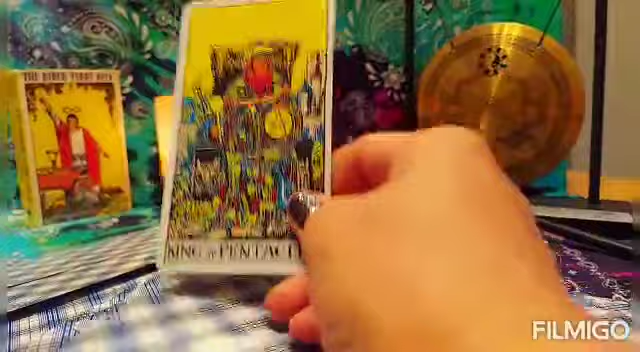 THE RIDER TAROT DECK
KING of PENTACLES
FILMIGO